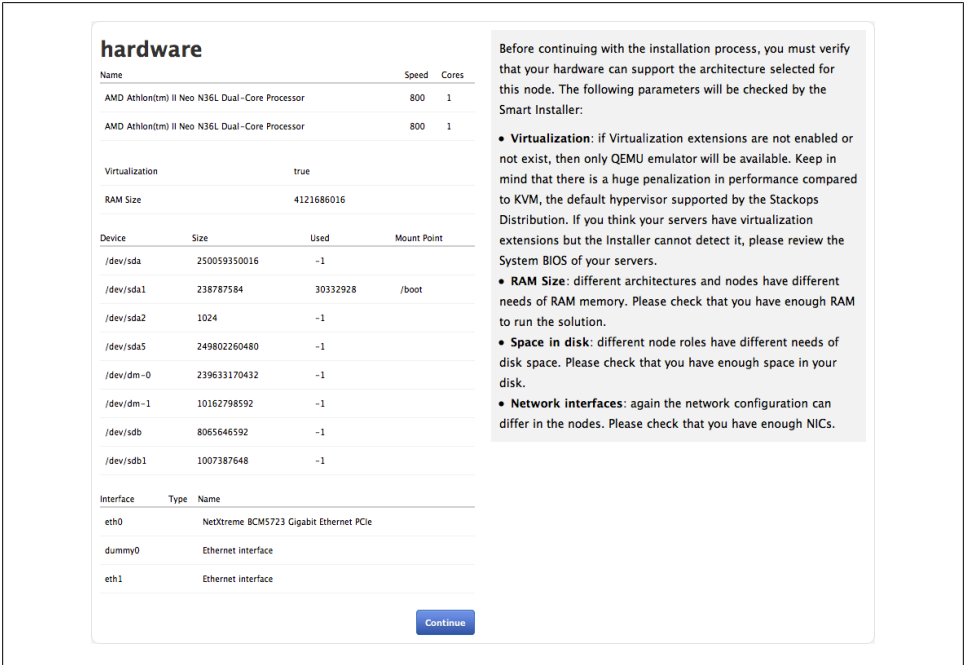 hardware
Name Speed Cores
AMD Athlon(tm) II Neo N36L Dual-Core Processor 800 1
AMD Athlon(tm) II Neo N36L Dual-Core Processor 800 1
Virtualization true
RAM Size 4121686016
Device Size Used Mount Point
/dev/sda 250059350016 -1
/dev/sda1 238787584 30332928 /boot
/dev/sda2 1024 -1
/dev/sda5 249802260480 -1
/dev/dm-0 239633170432 -1
/dev/dm-1 10162798592 -1
/dev/sdb 8065646592 -1
/dev/sdb1 1007387648 -1
Interface Type Name
eth0 NetXtreme BCM5723 Gigabit Ethernet PCIe
dummy0 Ethernet interface
eth1 Ethernet interface
Continue
Before continuing with the installation process, you must verify
that your hardware can support the architecture selected for
this node. The following parameters will be checked by the
Smart Installer:
• Virtualization: if Virtualization extensions are not enabled or
not exist, then only QEMU emulator will be available. Keep in
mind that there is a huge penalization in performance compared
to KVM, the default hypervisor supported by the Stackops
Distribution. If you think your servers have virtualization
extensions but the Installer cannot detect it, please review the
System BIOS of your servers.
• RAM Size: different architectures and nodes have different
needs of RAM memory. Please check that you have enough RAM
to run the solution.
• Space in disk: different node roles have different needs of
disk space. Please check that you have enough space in your
disk.
• Network interfaces: again the network configuration can
differ in the nodes. Please check that you have enough NICs.